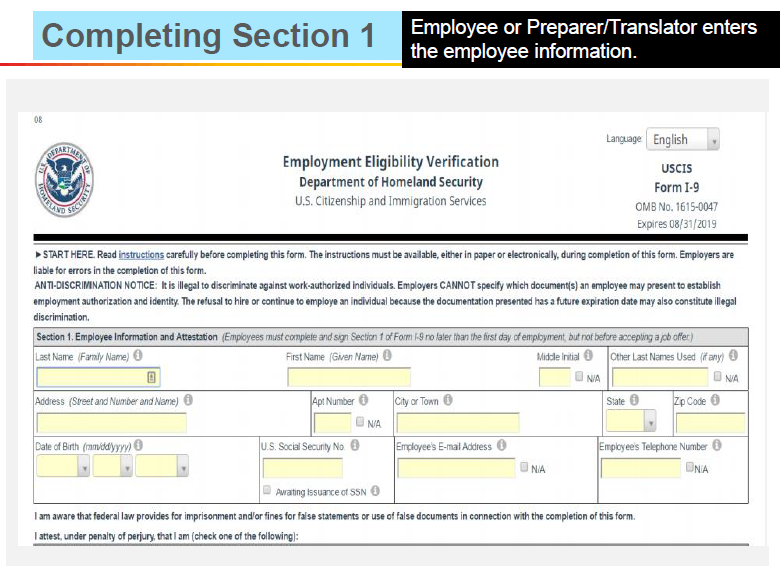 Completing Section 1
Employee or Preparer/Translator enters
the employee information.
08
Language: English
U.S. DEPARTMENT OF
HOMELAND SECURITY
Employment Eligibility Verification
Department of Homeland Security
U.S. Citizenship and Immigration Services
USCIS
Form I-9
OMB No. 1615-0047
Expires 08/31/2019
►START HERE. Read instructions carefully before completing this form. The instructions must be available, either in paper or electronically, during completion of this form. Employers are
liable for errors in the completion of this form.
ANTI-DISCRIMINATION NOTICE: It is illegal to discriminate against work-authorized individuals. Employers CANNOT specify which document(s) an employee may present to establish
employment authorization and identity. The refusal to hire or continue to employe an individual because the documentation presented has a future expiration date may also constitute illegal
discrimination.
Section 1. Employee Information and Attestation (Employees must complete and sign Section 1 of Form I-9 no later than the first day of employment, but not before accepting a job offer.)
Last Name (Family Name) First Name (Given Name) Middle Initial Other Last Names Used (if any)
N/A N/A
Address (Street and Number and Name) Apt Number City or Town State Zip Code
N/A
Date of Birth (mm/dd/yyyy) U.S. Social Security No. Employee's E-mail Address Employee's Telephone Number
N/A N/A
Awaiting Issuance of SSN
I am aware that federal law provides for imprisonment and/or fines for false statements or use of false documents in connection with the completion of this form.
I attest, under penalty of perjury, that I am (check one of the following):